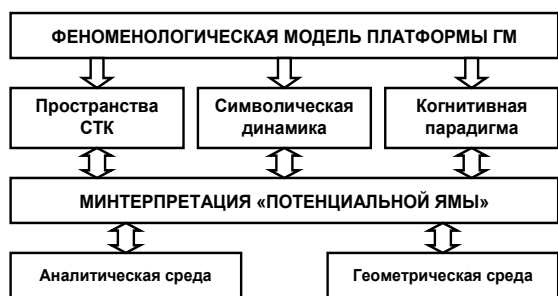 ФЕНОМЕНОЛОГИЧЕСКАЯ МОДЕЛЬ ПЛАТФОРМЫ ГМ
Пространства
СТК
Символическая
динамика
Когнитивная
парадигма
МИНТЕРПРЕТАЦИЯ «ПОТЕНЦИАЛЬНОЙ ЯМЫ»
Аналитическая среда
Геометрическая среда